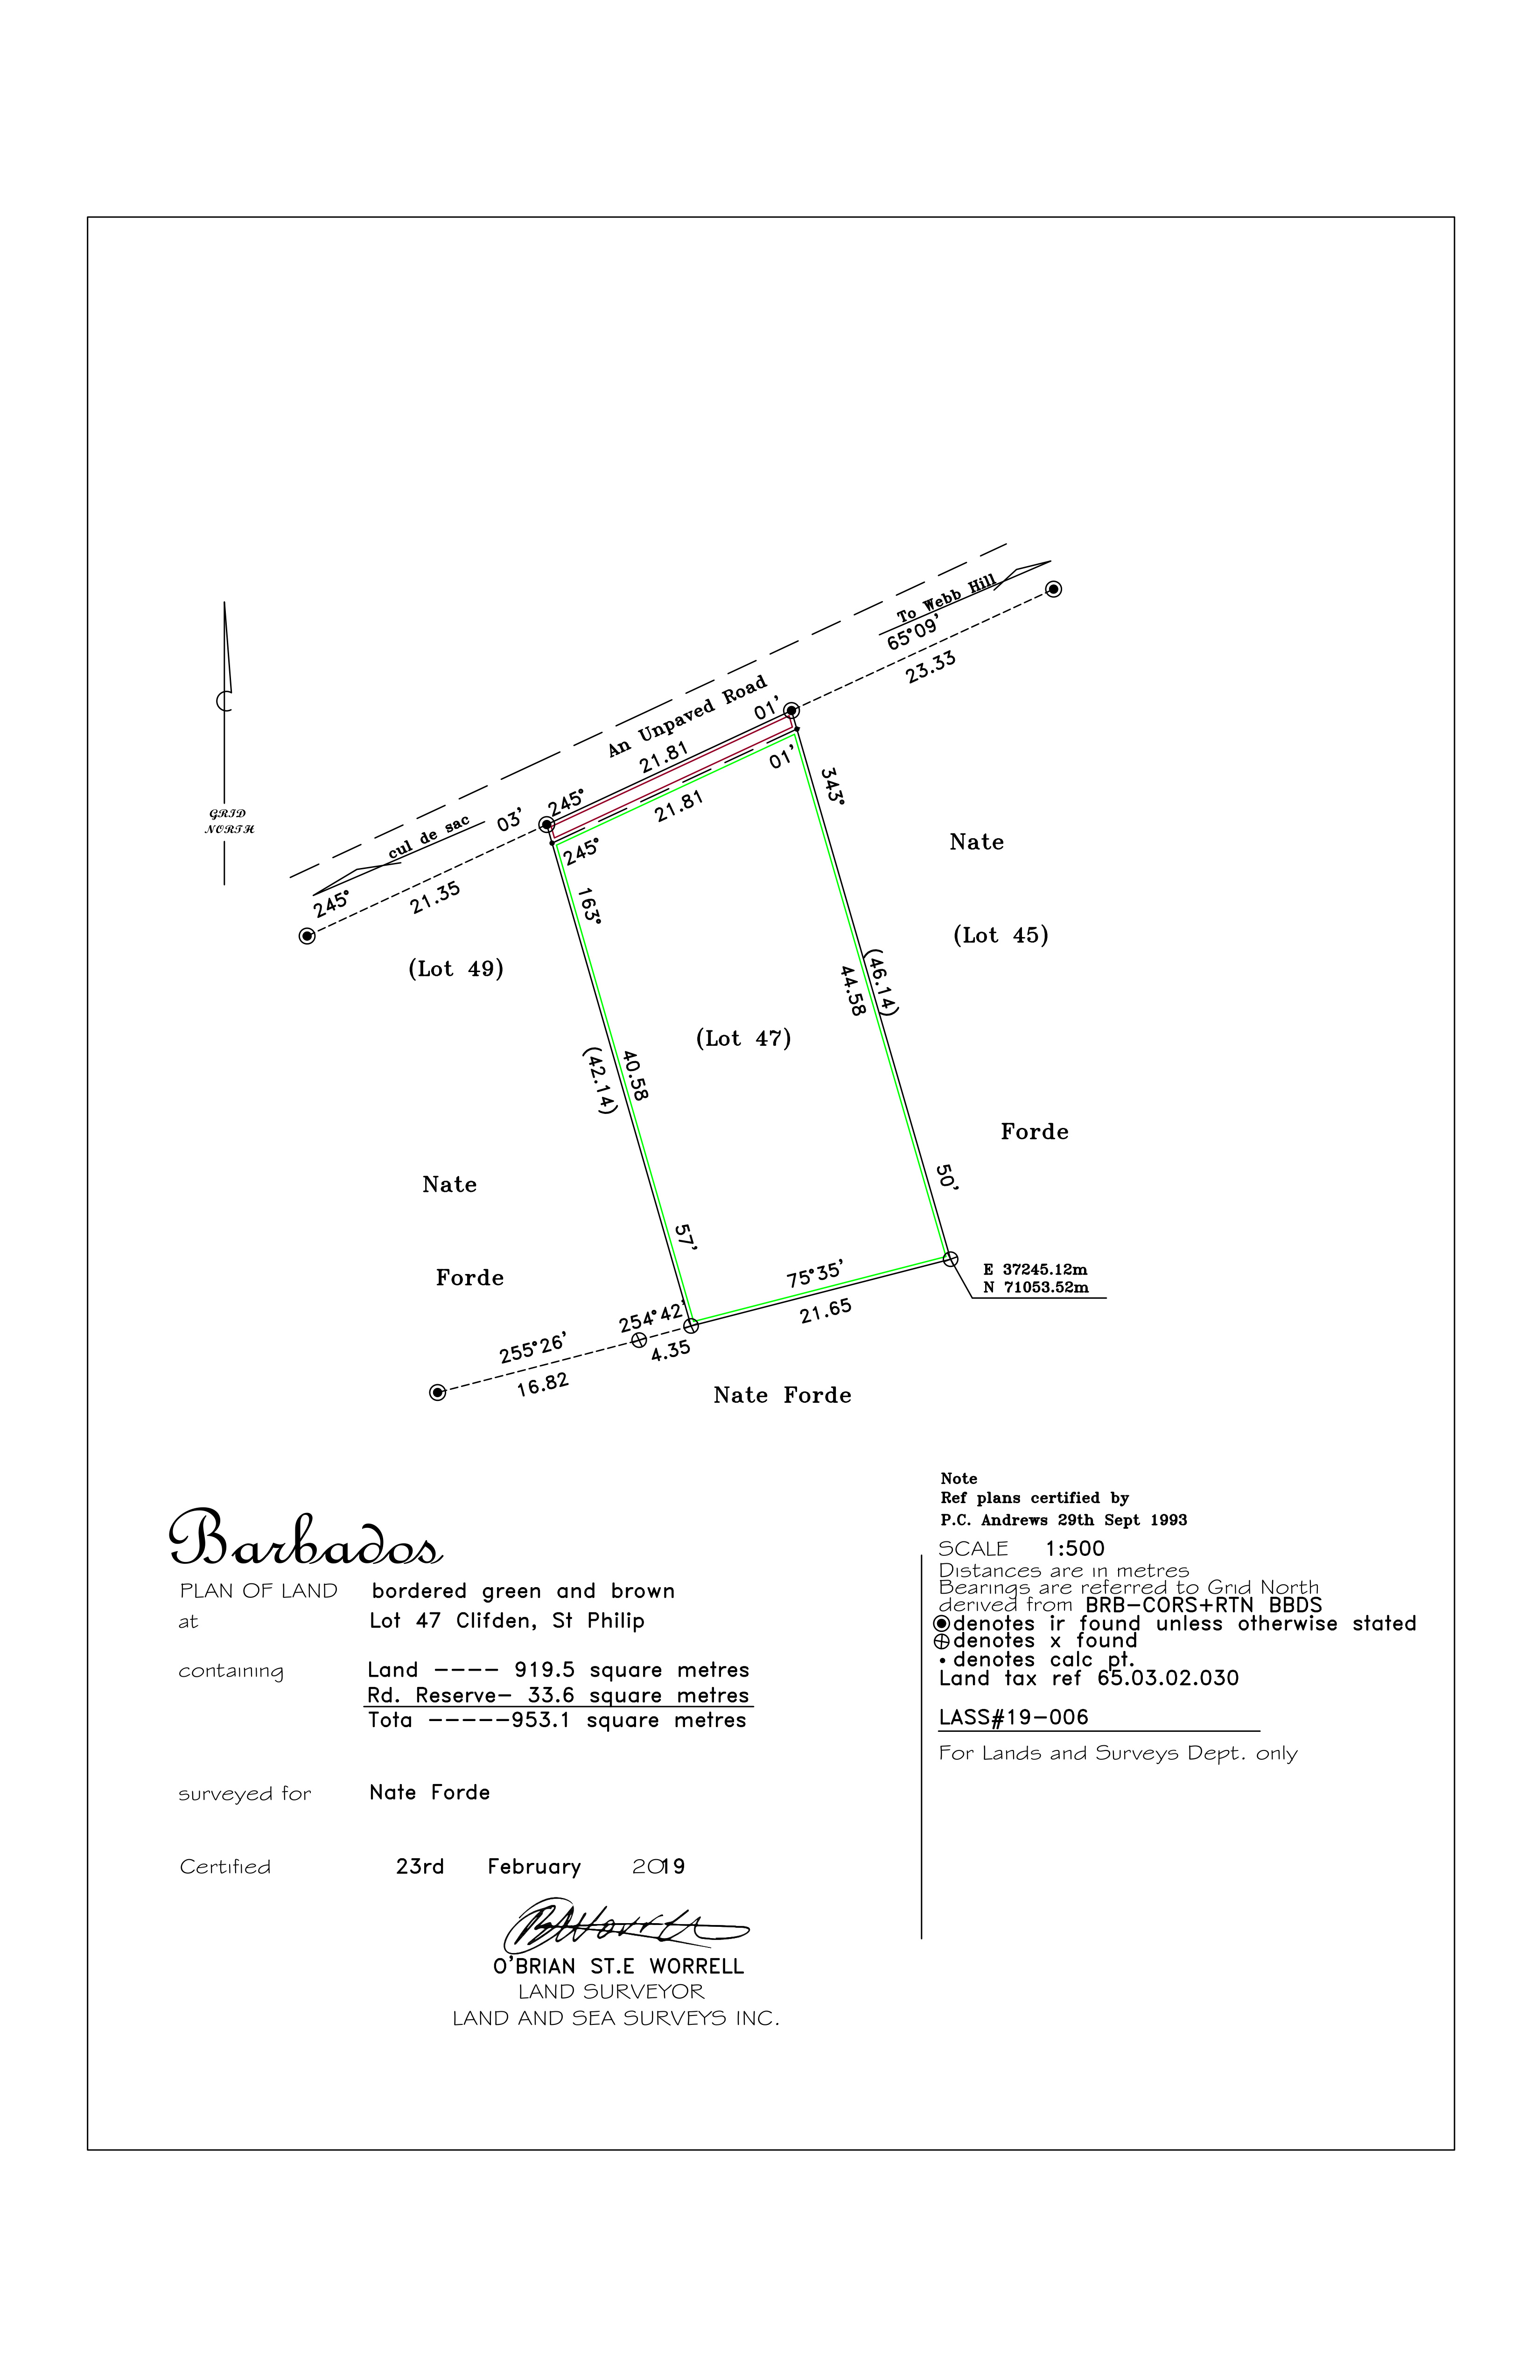 To Webb Hill
65°09'
23.33
An Unpaved Road
01'
21.81
245°
01'
21.81
245°
03'
cul de sac
245°
21.35
343°
163°
GRID
NORTH
Nate
(Lot 45)
(Lot 49)
(46.14)
44.58
(Lot 47)
40.58
(42.14)
Forde
50'
Nate
57'
Forde
E 37245.12m
N 71053.52m
75°35'
21.65
254°42'
4.35
255°26'
16.82
Nate Forde
Note
Ref plans certified by
P.C. Andrews 29th Sept 1993
SCALE 1:500
Distances are in metres
Bearings are referred to Grid North
derived from BRB-CORS+RTN BBDS
denotes ir found unless otherwise stated
denotes x found
• denotes calc pt.
Land tax ref 65.03.02.030
LASS#19-006
For Lands and Surveys Dept. only
Barbados
PLAN OF LAND bordered green and brown
at Lot 47 Clifden, St Philip
containing Land ---- 919.5 square metres
Rd. Reserve- 33.6 square metres
Tota -----953.1 square metres
surveyed for Nate Forde
Certified 23rd February 2019
O'BRIAN ST.E WORRELL
LAND SURVEYOR
LAND AND SEA SURVEYS INC.